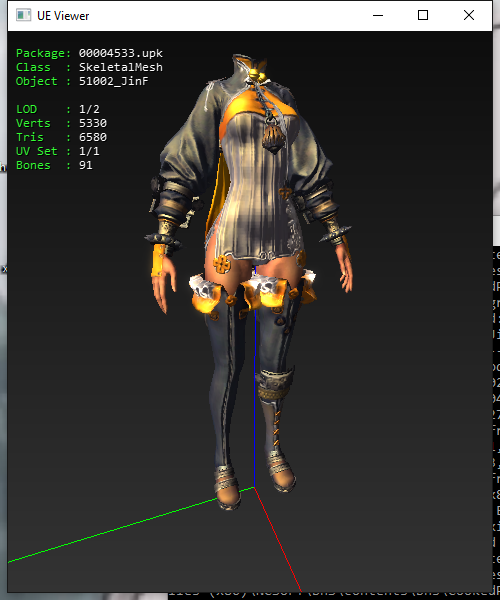 UE Viewer
Package: 00004533.upk
Class : SkeletalMesh
Object : 51002_JinF
LOD : 1/2
Verts : 5330
Tris : 6580
UV Set : 1/1
Bones : 91